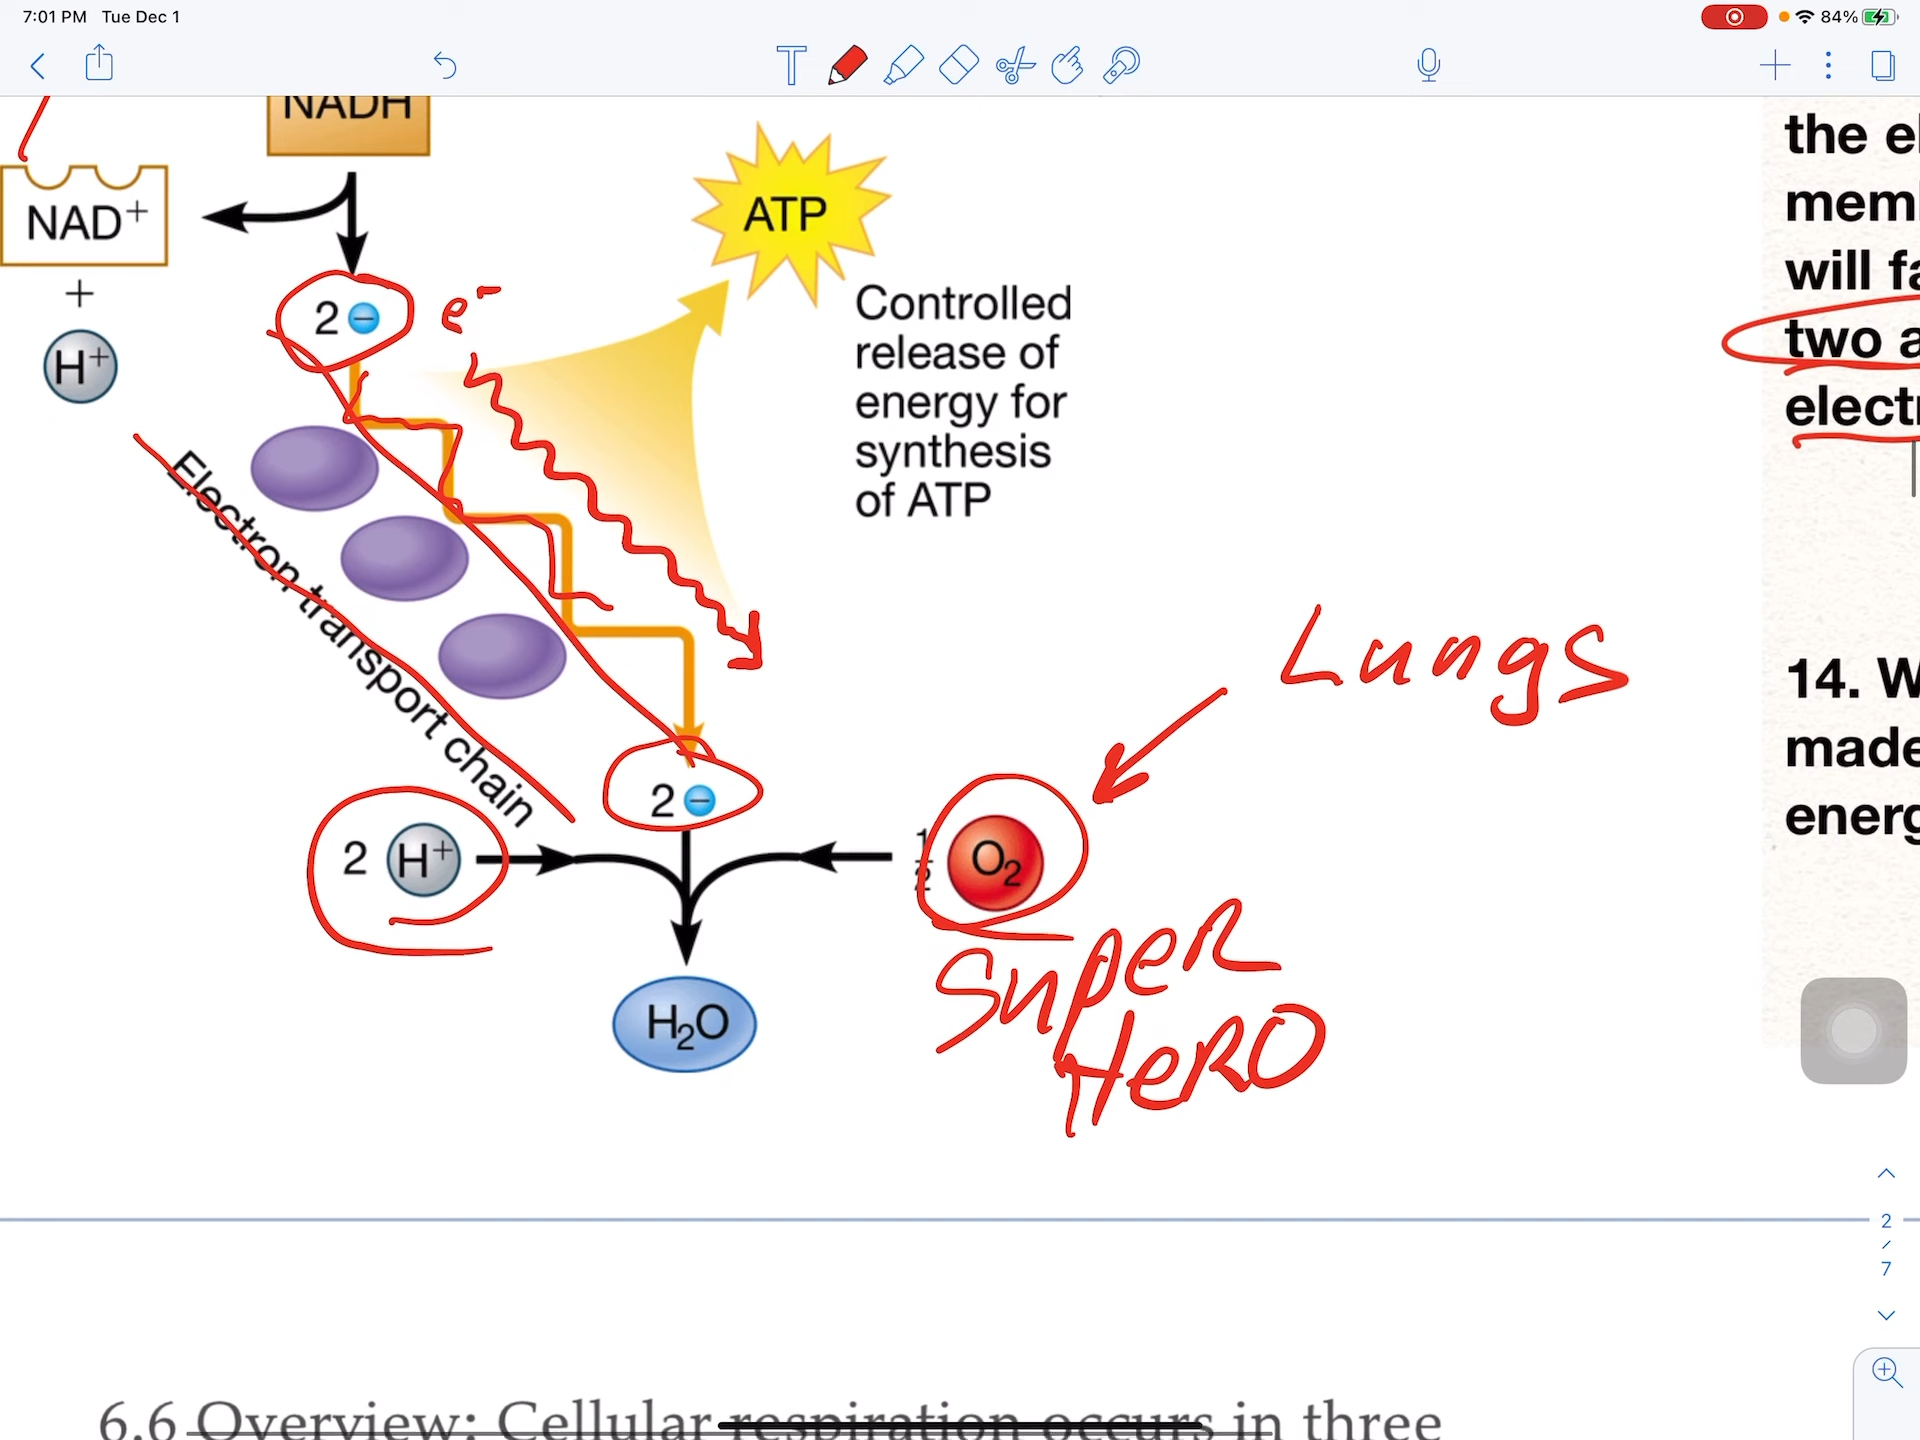 7:01 PM Tue Dec 1
84%
T
NADH
NAD+
+
H+
2 −
e−
ATP
Controlled
release of
energy for
synthesis
of ATP
Electron transport chain
2 −
2 H+
1/2 O2
H2O
Lungs
Super
Hero
the el
mem
will fa
two a
elect
14. W
made
energ
2
/
7
6.6 Overview: Cellular respiration occurs in three